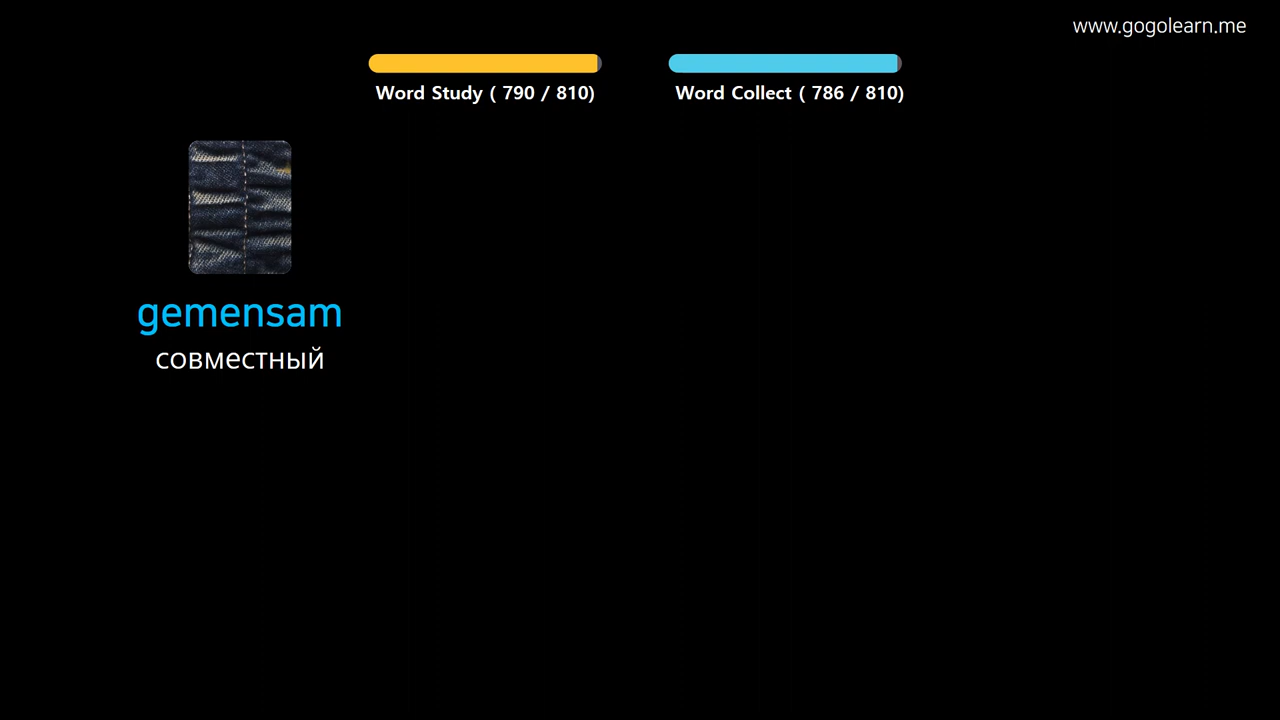 www.gogolearn.me
Word Study ( 790 / 810)
Word Collect ( 786 / 810)
gemensam
совместный